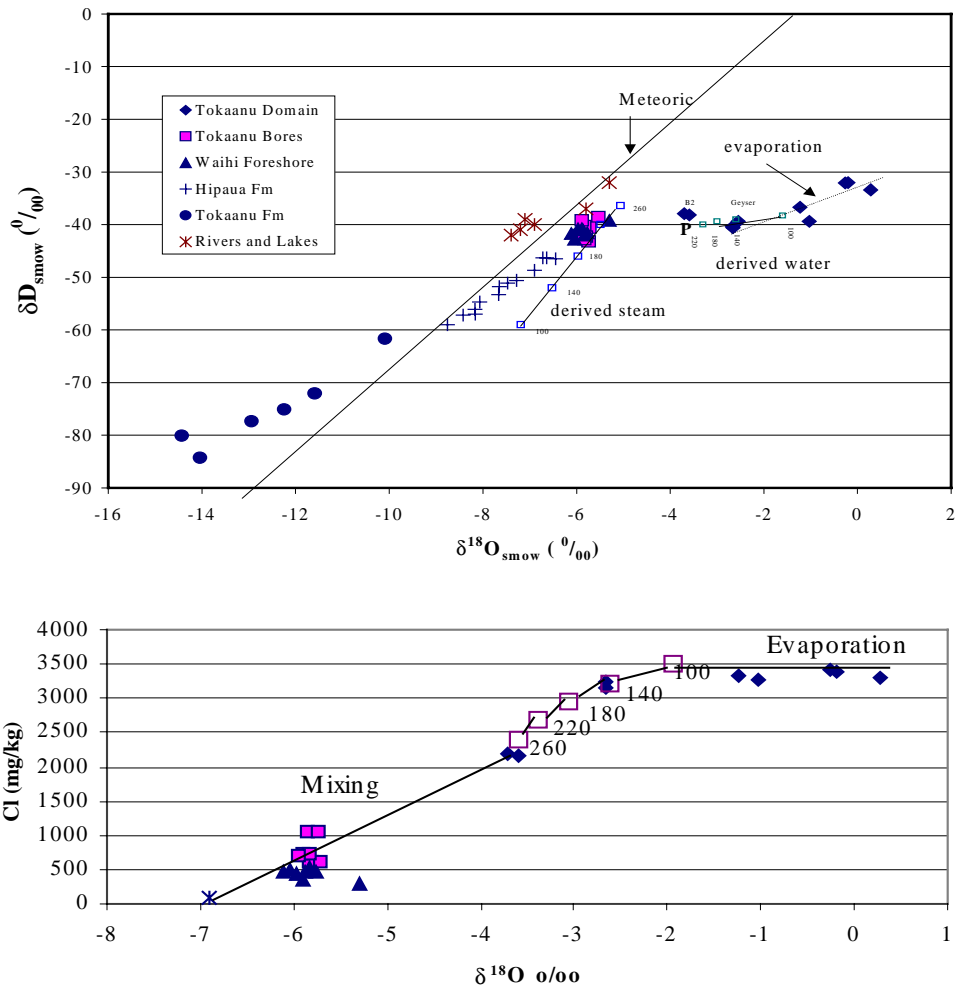 0
-10
-20
-30
-40
-50
-60
-70
-80
-90
δD smow (0/00)
Tokaanu Domain
Tokaanu Bores
Waihi Foreshore
Hipaua Fm
Tokaanu Fm
Rivers and Lakes
Meteoric
evaporation
260
B2
Geyser
P
220
180
140
100
derived water
180
140
derived steam
100
-16 -14 -12 -10 -8 -6 -4 -2 0 2
δ18O smow ( 0/00)
4000
3500
3000
2500
2000
1500
1000
500
0
Cl (mg/kg)
Evaporation
100
140
180
220
260
Mixing
-8 -7 -6 -5 -4 -3 -2 -1 0 1
δ 18O o/oo